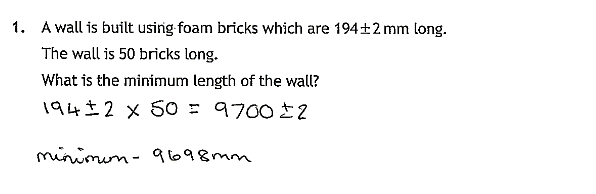 1. A wall is built using foam bricks which are 194±2 mm long.
The wall is 50 bricks long.
What is the minimum length of the wall?
194±2 × 50 = 9700±2
minimum - 9698mm